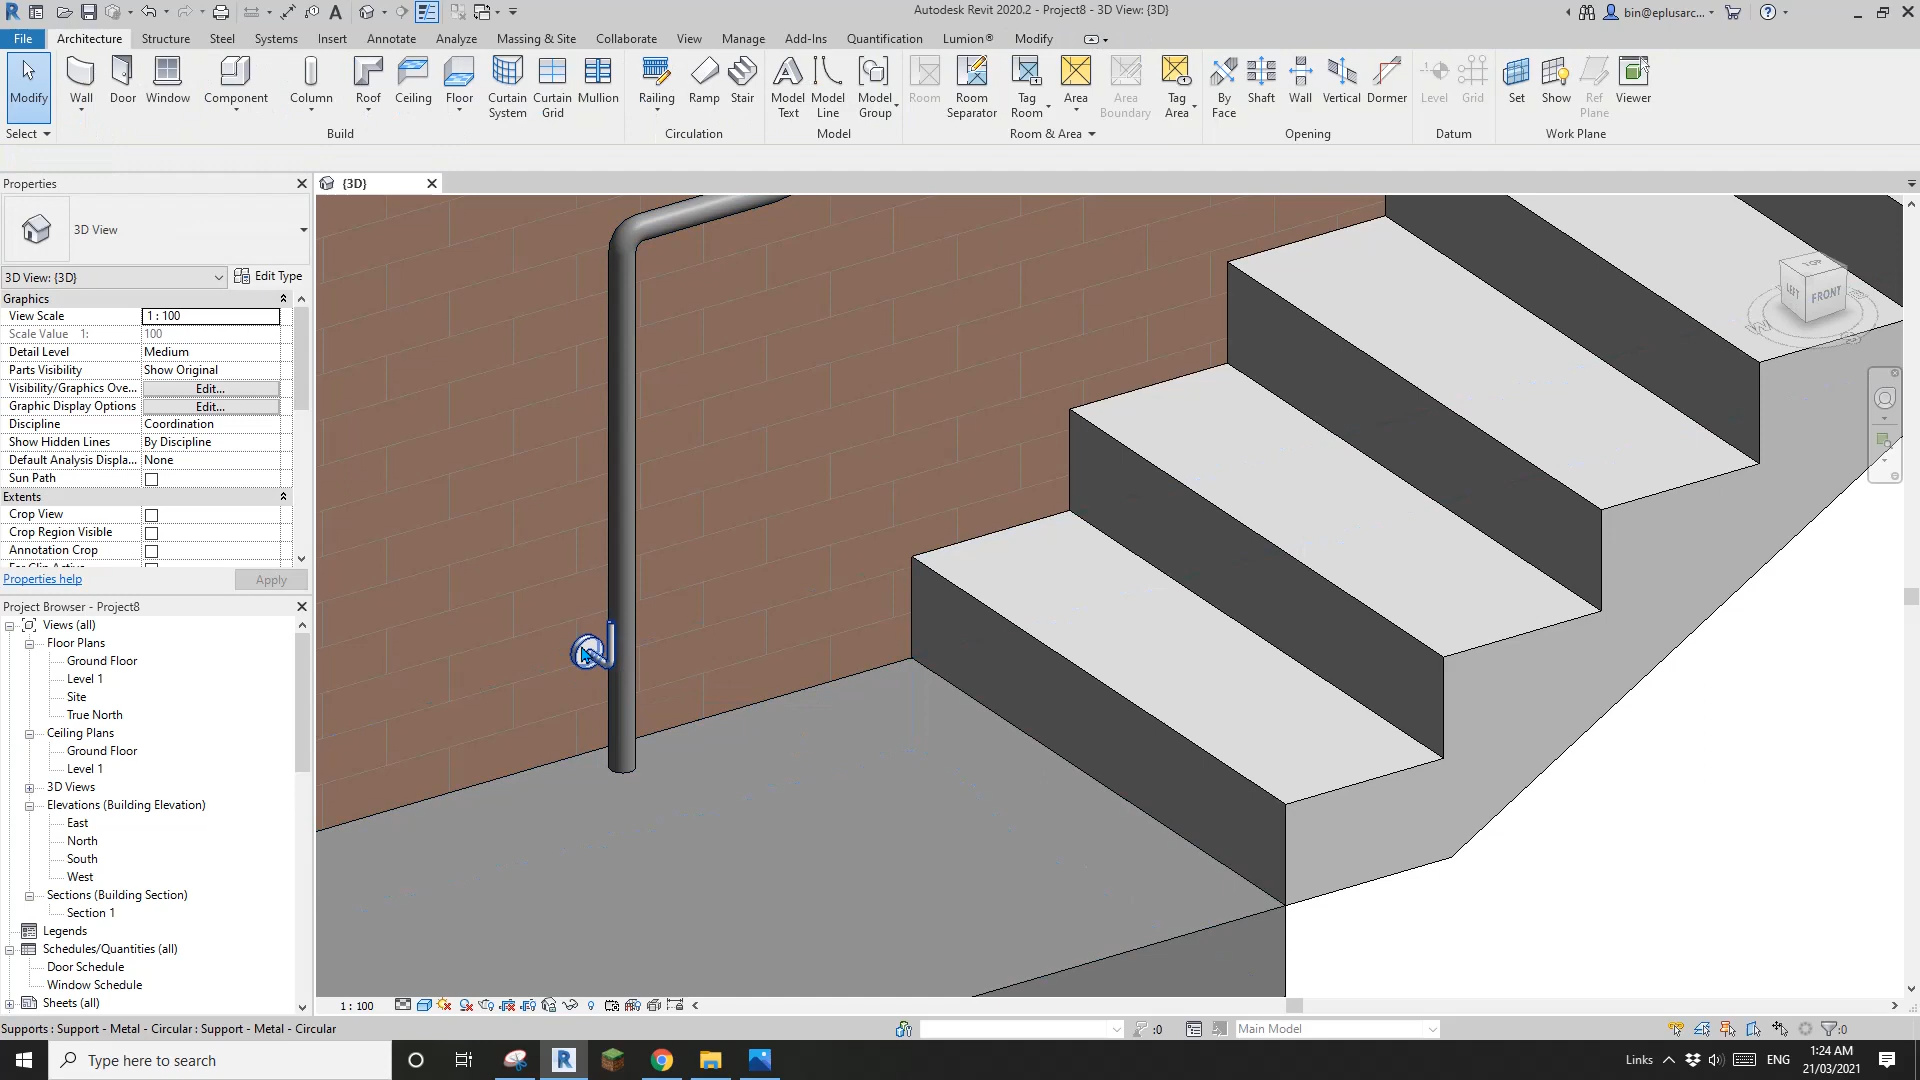 Autodesk Revit 2020.2 - Project8 - 3D View: {3D}
bin@eplusarc...
File Architecture Structure Steel Systems Insert Annotate Analyze Massing & Site Collaborate View Manage Add-Ins Quantification Lumion® Modify
Modify Wall Door Window Component Column Roof Ceiling Floor Curtain System Curtain Grid Mullion Railing Ramp Stair Model Text Model Line Model Group Room Room Separator Tag Room Area Area Boundary Tag Area By Face Shaft Wall Vertical Dormer Level Grid Set Show Ref Plane Viewer
Select Build Circulation Model Room & Area Opening Datum Work Plane
Properties
{3D}
3D View
3D View: {3D} Edit Type
Graphics
View Scale 1 : 100
Scale Value 1: 100
Detail Level Medium
Parts Visibility Show Original
Visibility/Graphics Ove... Edit...
Graphic Display Options Edit...
Discipline Coordination
Show Hidden Lines By Discipline
Default Analysis Displa... None
Sun Path
Extents
Crop View
Crop Region Visible
Annotation Crop
Properties help Apply
TOP
LEFT FRONT
W S
Project Browser - Project8
Views (all)
Floor Plans
Ground Floor
Level 1
Site
True North
Ceiling Plans
Ground Floor
Level 1
3D Views
Elevations (Building Elevation)
East
North
South
West
Sections (Building Section)
Section 1
Legends
Schedules/Quantities (all)
Door Schedule
Window Schedule
Sheets (all)
1 : 100
Supports : Support - Metal - Circular : Support - Metal - Circular
:0
Main Model
:0
Type here to search
Links
ENG
1:24 AM
21/03/2021